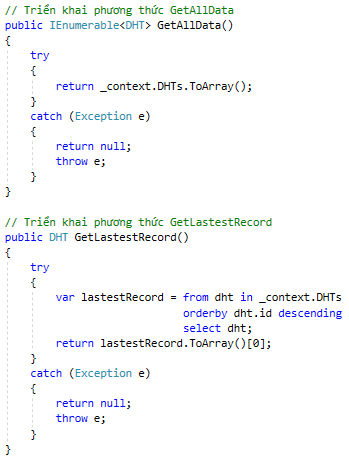 // Triển khai phương thức GetAllData
public IEnumerable<DHT> GetAllData()
{
    try
    {
        return _context.DHTs.ToArray();
    }
    catch (Exception e)
    {
        return null;
        throw e;
    }
}

// Triển khai phương thức GetLastestRecord
public DHT GetLastestRecord()
{
    try
    {
        var lastestRecord = from dht in _context.DHTs
                            orderby dht.id descending
                            select dht;
        return lastestRecord.ToArray()[0];
    }
    catch (Exception e)
    {
        return null;
        throw e;
    }
}